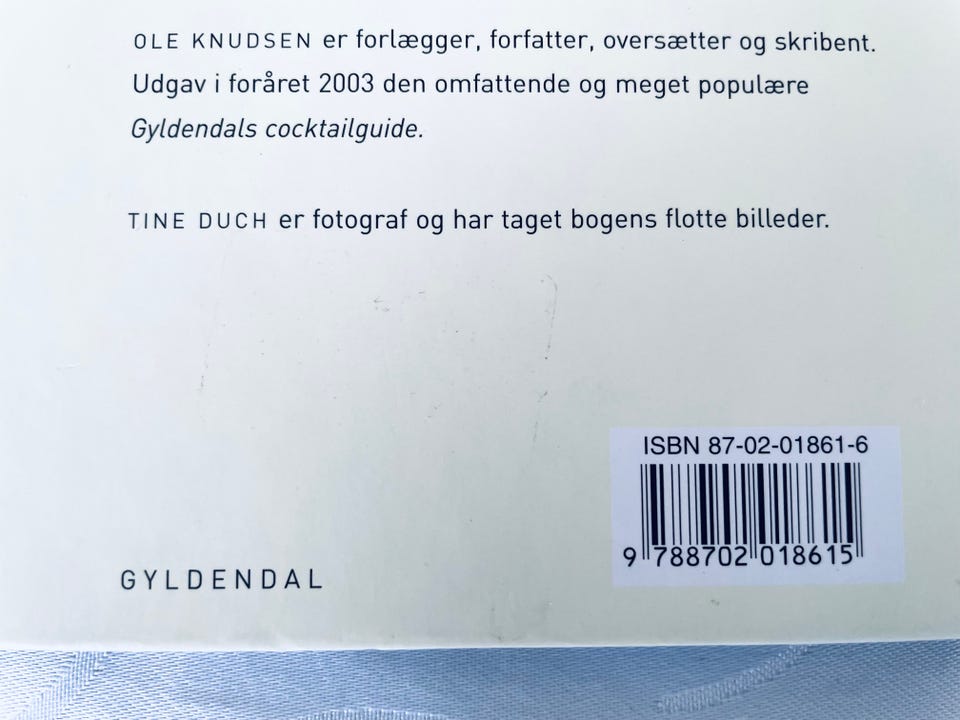 OLE KNUDSEN er forlægger, forfatter, oversætter og skribent.
Udgav i foråret 2003 den omfattende og meget populære
Gyldendals cocktailguide.
TINE DUCH er fotograf og har taget bogens flotte billeder.
ISBN 87-02-01861-6
9 788702 018615
GYLDENDAL